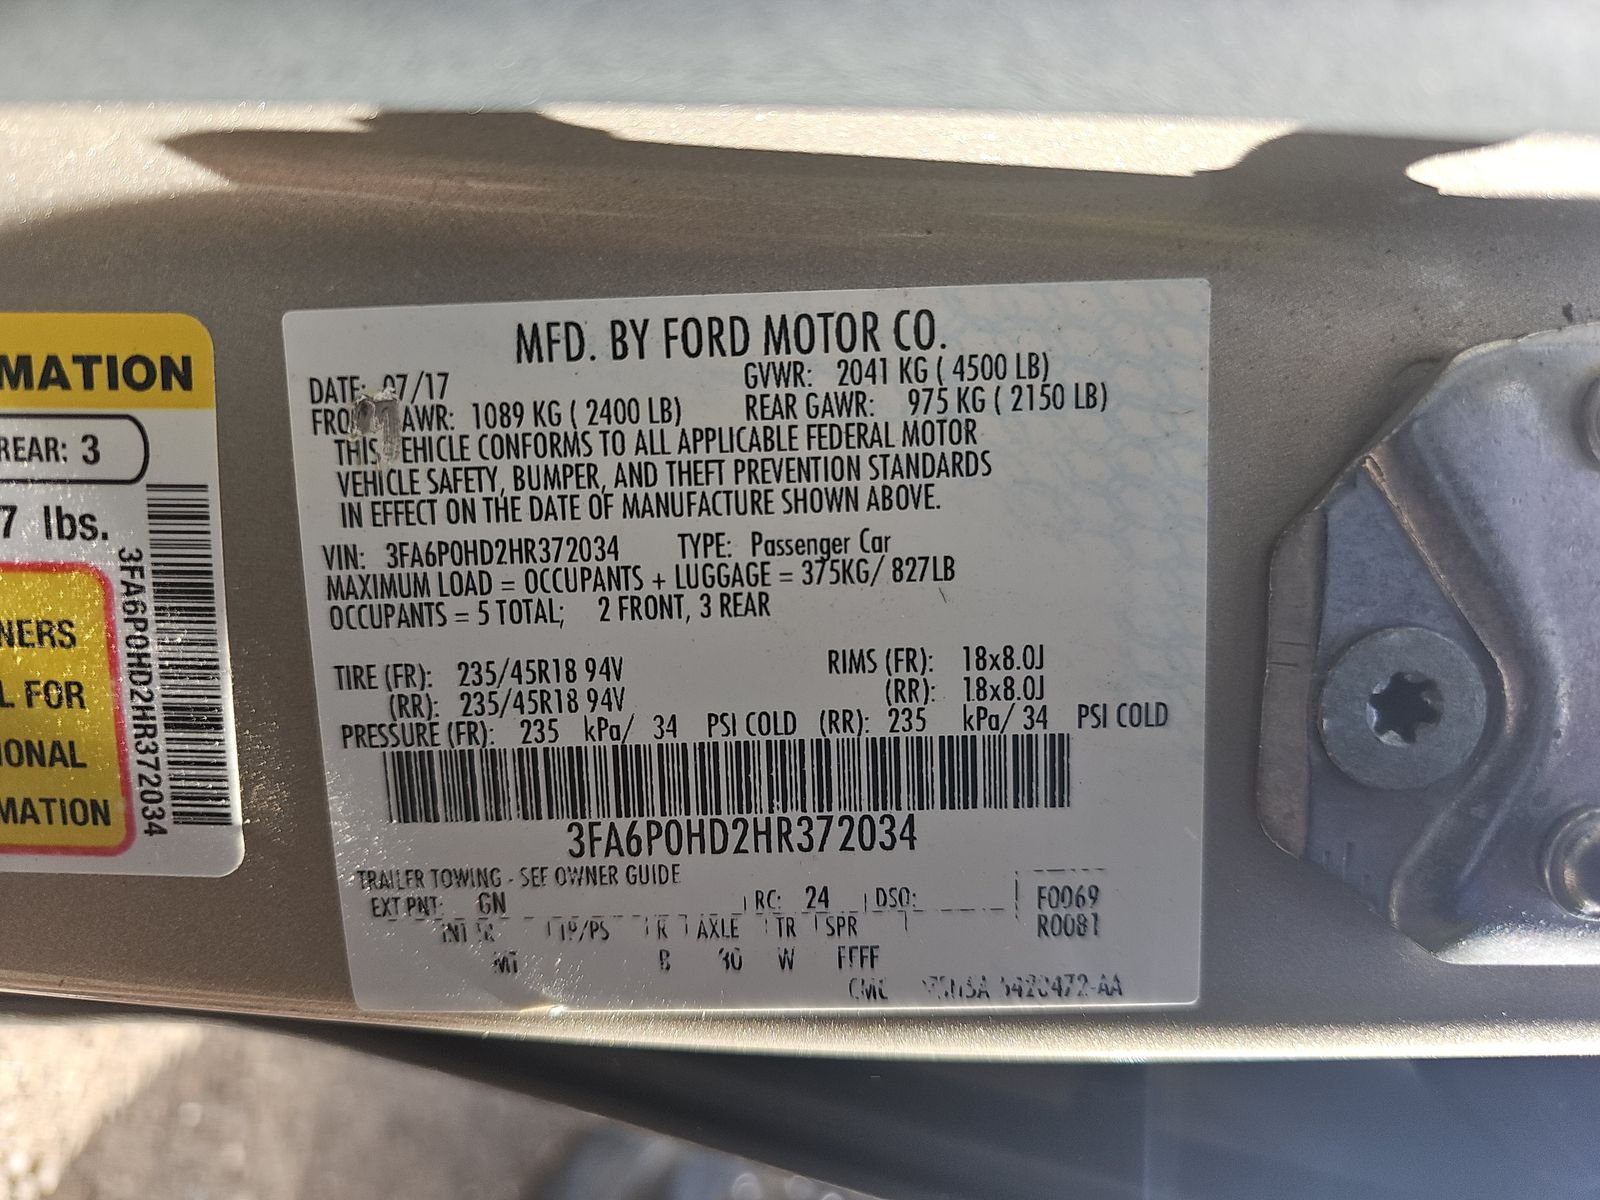 MATION
REAR: 3
7 lbs.
NERS
L FOR
IONAL
MATION
3FA6P0HD2HR372034
MFD. BY FORD MOTOR CO.
DATE: 07/17
GVWR: 2041 KG ( 4500 LB)
AWR: 1089 KG ( 2400 LB)
REAR GAWR: 975 KG ( 2150 LB)
THIS VEHICLE CONFORMS TO ALL APPLICABLE FEDERAL MOTOR
VEHICLE SAFETY, BUMPER, AND THEFT PREVENTION STANDARDS
IN EFFECT ON THE DATE OF MANUFACTURE SHOWN ABOVE.
VIN: 3FA6P0HD2HR372034 TYPE: Passenger Car
MAXIMUM LOAD = OCCUPANTS + LUGGAGE = 375KG/ 827LB
OCCUPANTS = 5 TOTAL; 2 FRONT, 3 REAR
TIRE (FR): 235/45R18 94V RIMS (FR): 18x8.0J
(RR): 235/45R18 94V (RR): 18x8.0J
PRESSURE (FR): 235 kPa/ 34 PSI COLD (RR): 235 kPa/ 34 PSI COLD
3FA6P0HD2HR372034
TRAILER TOWING - SEE OWNER GUIDE
EXT PNT: GN RC: 24 DSO: F0069
INT TR TP/PS R AXLE TR SPR R0081
B W FFFF